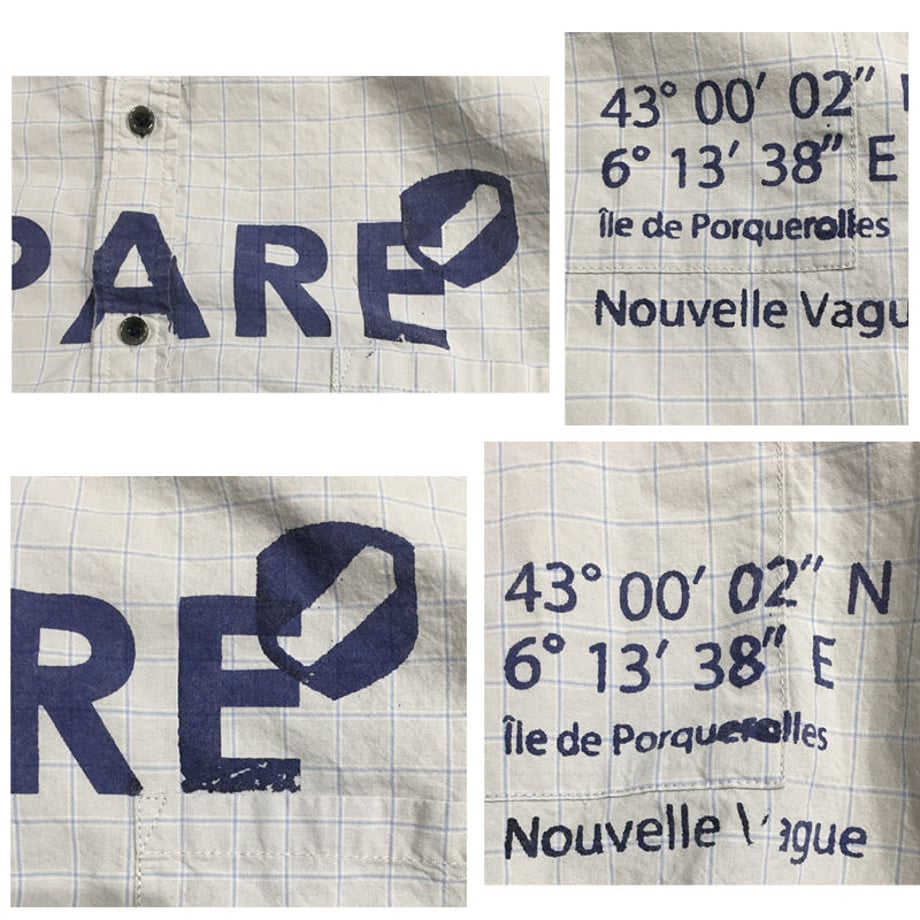 PARE
43° 00′ 02″
6° 13′ 38″ E
Île de Porquerolles
Nouvelle Vagu
RE
43° 00′ 02″ N
6° 13′ 38″ E
Île de Porquerolles
Nouvelle Vague